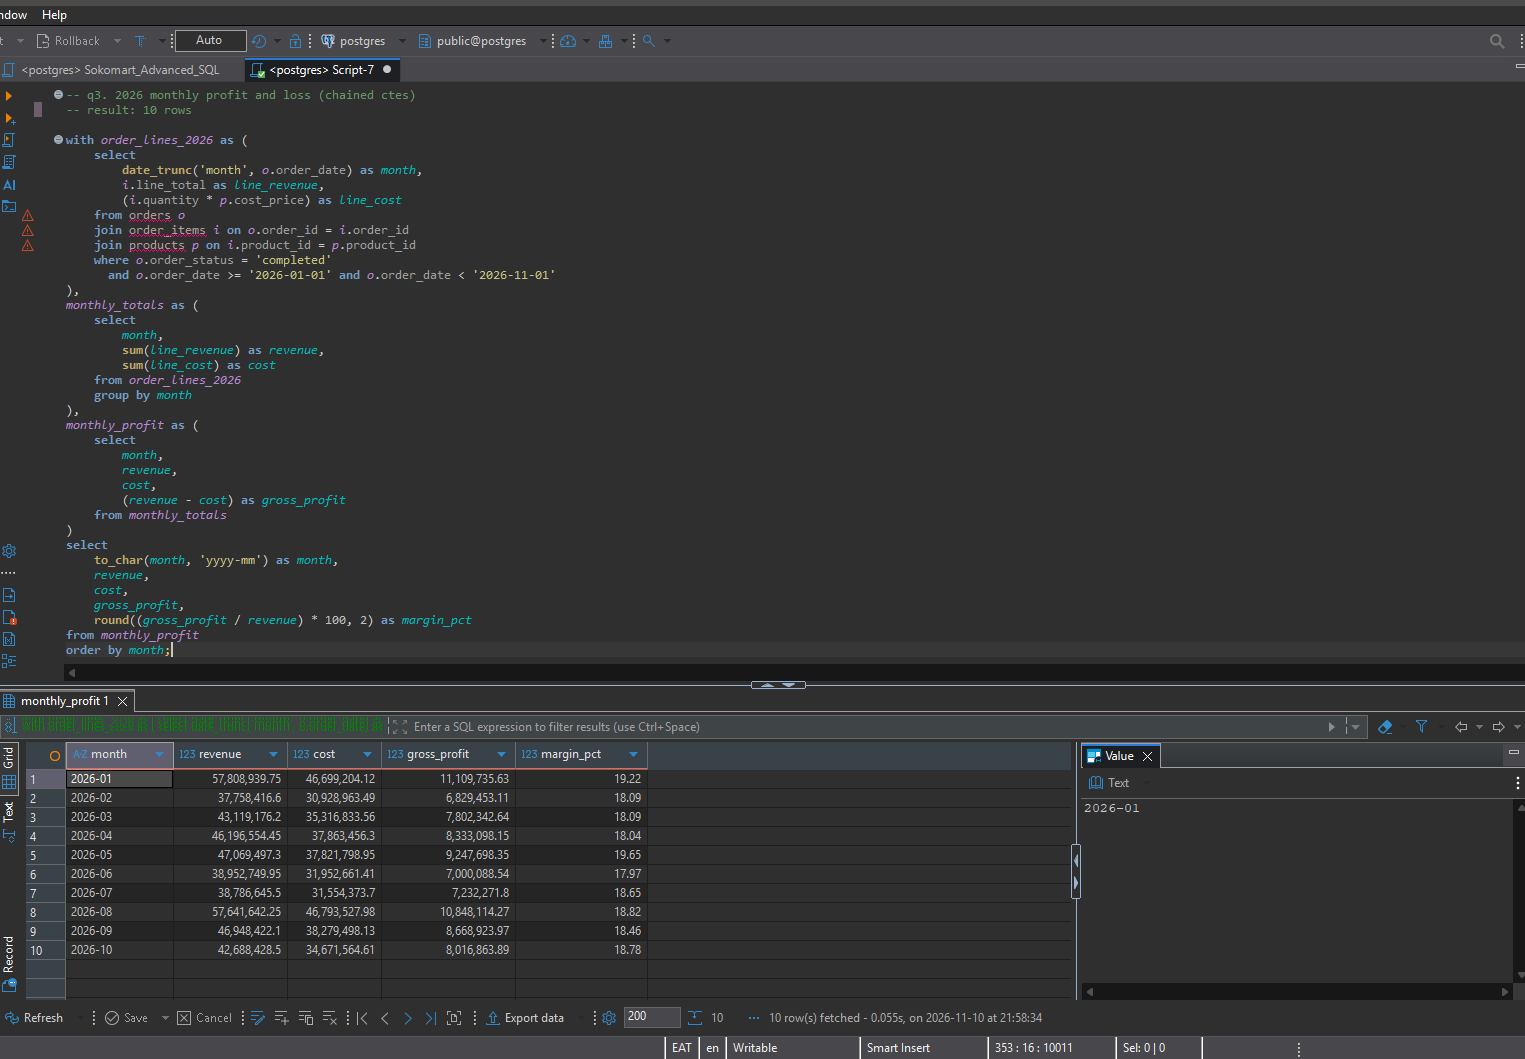 ndow Help
t Rollback T Auto postgres public@postgres
<postgres> Sokomart_Advanced_SQL <postgres> Script-7
-- q3. 2026 monthly profit and loss (chained ctes)
-- result: 10 rows
with order_lines_2026 as (
select
date_trunc('month', o.order_date) as month,
i.line_total as line_revenue,
(i.quantity * p.cost_price) as line_cost
from orders o
join order_items i on o.order_id = i.order_id
join products p on i.product_id = p.product_id
where o.order_status = 'completed'
and o.order_date >= '2026-01-01' and o.order_date < '2026-11-01'
),
monthly_totals as (
select
month,
sum(line_revenue) as revenue,
sum(line_cost) as cost
from order_lines_2026
group by month
),
monthly_profit as (
select
month,
revenue,
cost,
(revenue - cost) as gross_profit
from monthly_totals
)
select
to_char(month, 'yyyy-mm') as month,
revenue,
cost,
gross_profit,
round((gross_profit / revenue) * 100, 2) as margin_pct
from monthly_profit
order by month;
AI
monthly_profit 1
Enter a SQL expression to filter results (use Ctrl+Space)
Grid
Text
Record
A-Z month 123 revenue 123 cost 123 gross_profit 123 margin_pct
1 2026-01 57,808,939.75 46,699,204.12 11,109,735.63 19.22
2 2026-02 37,758,416.6 30,928,963.49 6,829,453.11 18.09
3 2026-03 43,119,176.2 35,316,833.56 7,802,342.64 18.09
4 2026-04 46,196,554.45 37,863,456.3 8,333,098.15 18.04
5 2026-05 47,069,497.3 37,821,798.95 9,247,698.35 19.65
6 2026-06 38,952,749.95 31,952,661.41 7,000,088.54 17.97
7 2026-07 38,786,645.5 31,554,373.7 7,232,271.8 18.65
8 2026-08 57,641,642.25 46,793,527.98 10,848,114.27 18.82
9 2026-09 46,948,422.1 38,279,498.13 8,668,923.97 18.46
10 2026-10 42,688,428.5 34,671,564.61 8,016,863.89 18.78
Value
Text
2026-01
Refresh Save Cancel Export data 200 10 10 row(s) fetched - 0.055s, on 2026-11-10 at 21:58:34
EAT en Writable Smart Insert 353 : 16 : 10011 Sel: 0 | 0